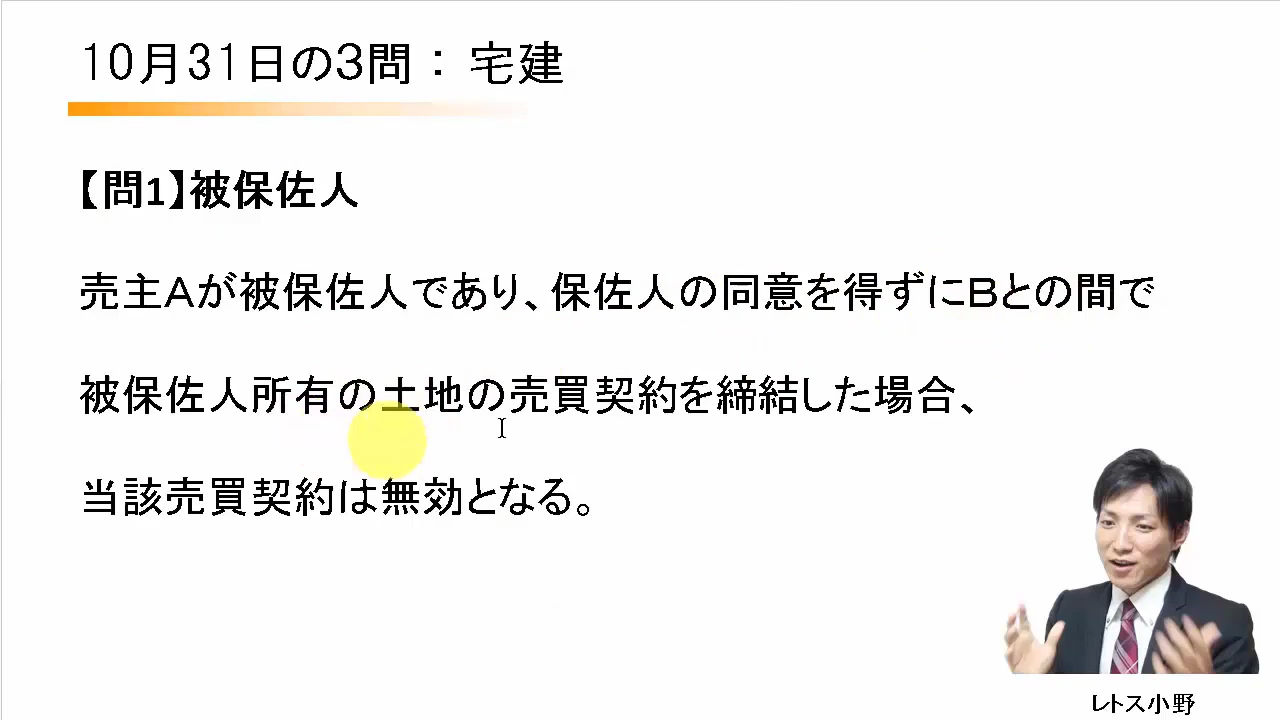 10月31日の3問： 宅建
【問1】被保佐人
売主Aが被保佐人であり、保佐人の同意を得ずにBとの間で
被保佐人所有の土地の売買契約を締結した場合、
当該売買契約は無効となる。
レトス小野